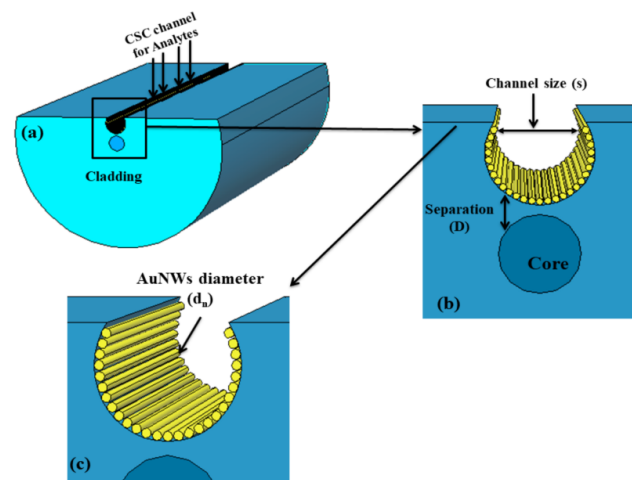 CSC channel
for Analytes
(a)
Cladding
Channel size (s)
Separation
(D)
Core
(b)
AuNWs diameter
(dn)
(c)